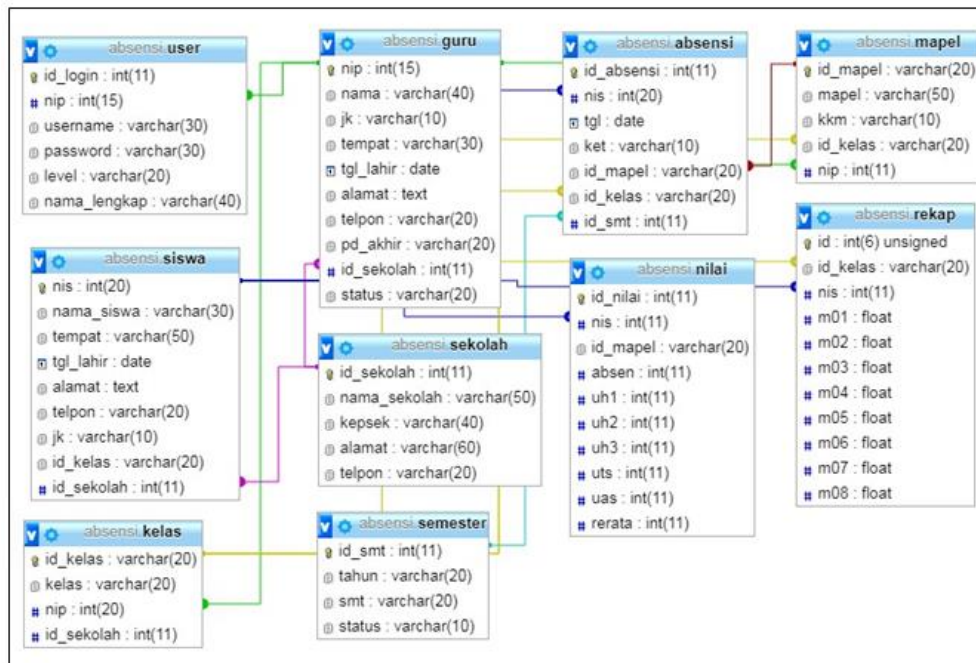 absensi.user
id_login : int(11)
nip : int(15)
username : varchar(30)
password : varchar(30)
level : varchar(20)
nama_lengkap : varchar(40)
absensi.guru
nip : int(15)
nama : varchar(40)
jk : varchar(10)
tempat : varchar(30)
tgl_lahir : date
alamat : text
telpon : varchar(20)
pd_akhir : varchar(20)
id_sekolah : int(11)
status : varchar(20)
absensi.absensi
id_absensi : int(11)
nis : int(20)
tgl : date
ket : varchar(10)
id_mapel : varchar(20)
id_kelas : varchar(20)
id_smt : int(11)
absensi.mapel
id_mapel : varchar(20)
mapel : varchar(50)
kkm : varchar(10)
id_kelas : varchar(20)
nip : int(11)
absensi.siswa
nis : int(20)
nama_siswa : varchar(30)
tempat : varchar(50)
tgl_lahir : date
alamat : text
telpon : varchar(20)
jk : varchar(10)
id_kelas : varchar(20)
id_sekolah : int(11)
absensi.sekolah
id_sekolah : int(11)
nama_sekolah : varchar(50)
kepsek : varchar(40)
alamat : varchar(60)
telpon : varchar(20)
absensi.nilai
id_nilai : int(11)
nis : int(11)
id_mapel : varchar(20)
absen : int(11)
uh1 : int(11)
uh2 : int(11)
uh3 : int(11)
uts : int(11)
uas : int(11)
rerata : int(11)
absensi.rekap
id : int(6) unsigned
id_kelas : varchar(20)
nis : int(11)
m01 : float
m02 : float
m03 : float
m04 : float
m05 : float
m06 : float
m07 : float
m08 : float
absensi.kelas
id_kelas : varchar(20)
kelas : varchar(20)
nip : int(20)
id_sekolah : int(11)
absensi.semester
id_smt : int(11)
tahun : varchar(20)
smt : varchar(20)
status : varchar(10)